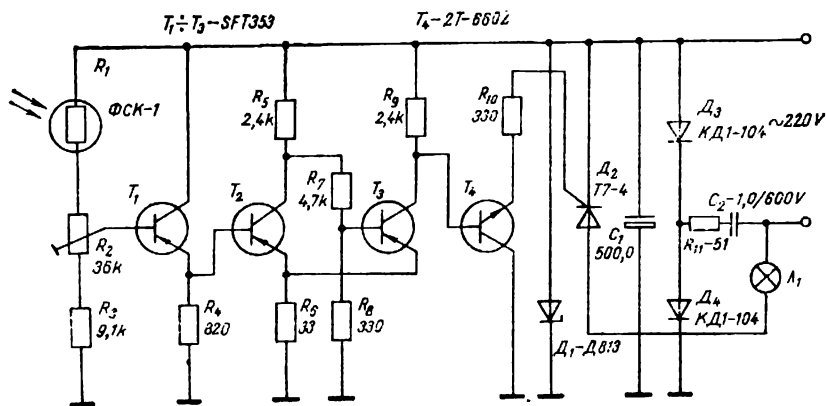 T₁÷T₃–SFT353
T₄–2T-6602
R₁
ФСК-1
R₅
2,4k
R₉
2,4k
R₁₀
330
Д₃
КД1-104
~220V
T₁
T₂
R₇
4,7k
T₃
T₄
Д₂
Т7-4
C₂–1,0/600V
R₂
36k
C₁
500,0
R₁₁–51
Л₁
R₃
9,1k
R₄
820
R₆
33
R₈
330
Д₁–Д813
Д₄
КД1-104